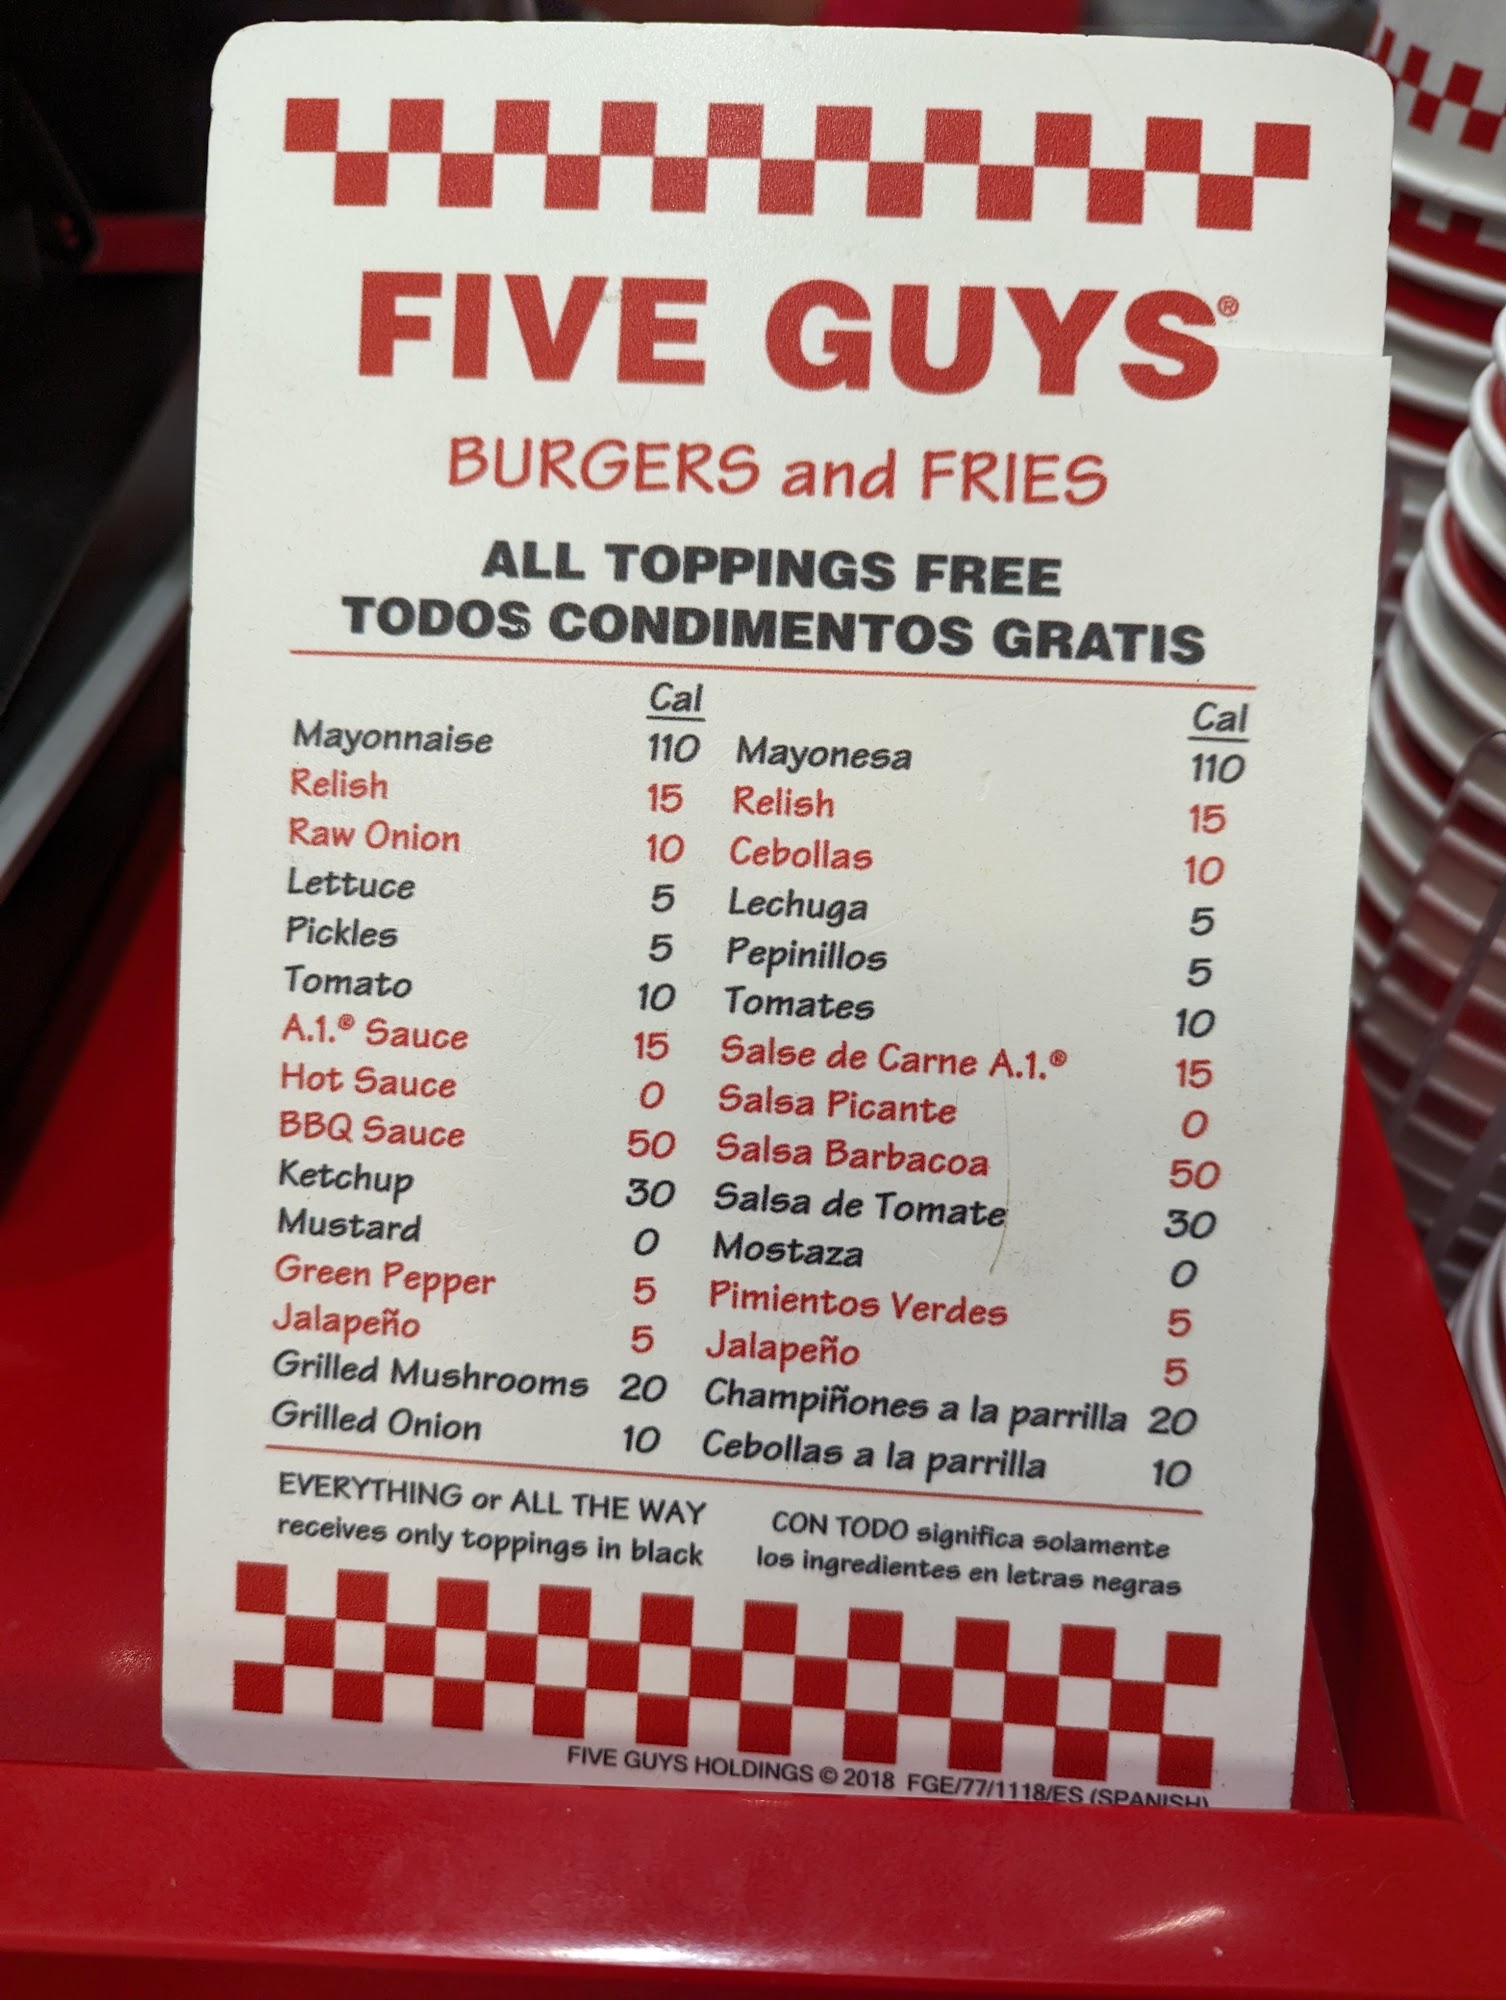 FIVE GUYS®
BURGERS and FRIES
ALL TOPPINGS FREE
TODOS CONDIMENTOS GRATIS
Cal Cal
Mayonnaise 110 Mayonesa 110
Relish 15 Relish 15
Raw Onion 10 Cebollas 10
Lettuce 5 Lechuga 5
Pickles 5 Pepinillos 5
Tomato 10 Tomates 10
A.1.® Sauce 15 Salse de Carne A.1.® 15
Hot Sauce 0 Salsa Picante 0
BBQ Sauce 50 Salsa Barbacoa 50
Ketchup 30 Salsa de Tomate 30
Mustard 0 Mostaza 0
Green Pepper 5 Pimientos Verdes 5
Jalapeño 5 Jalapeño 5
Grilled Mushrooms 20 Champiñones a la parrilla 20
Grilled Onion 10 Cebollas a la parrilla 10
EVERYTHING or ALL THE WAY
receives only toppings in black
CON TODO significa solamente
los ingredientes en letras negras
FIVE GUYS HOLDINGS © 2018 FGE/77/1118/ES (SPANISH)